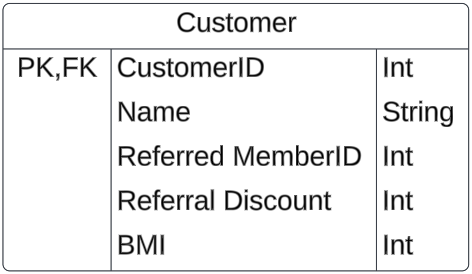 Customer
PK,FK CustomerID Int
Name String
Referred MemberID Int
Referral Discount Int
BMI Int